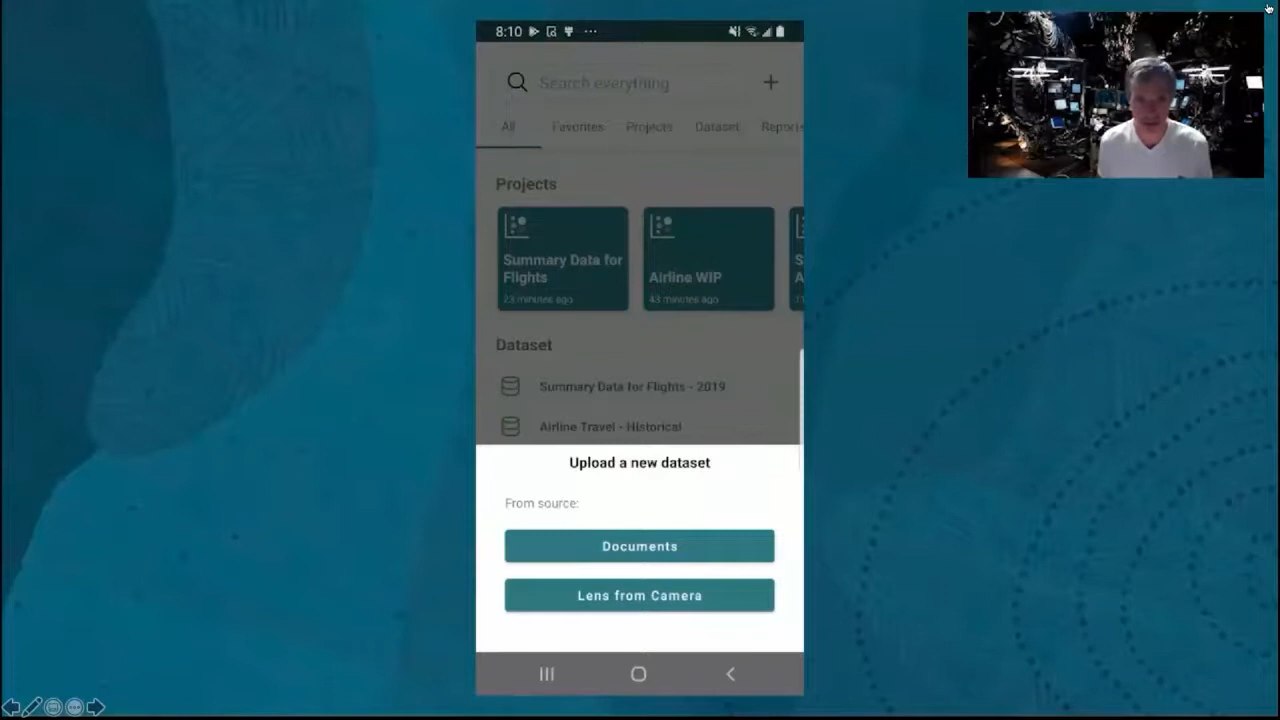 8:10
Search everything
All Favorites Projects Dataset Reports
Projects
Summary Data for
Flights
23 minutes ago
Airline WIP
43 minutes ago
S
A
Dataset
Summary Data for Flights - 2019
Airline Travel - Historical
Upload a new dataset
From source:
Documents
Lens from Camera